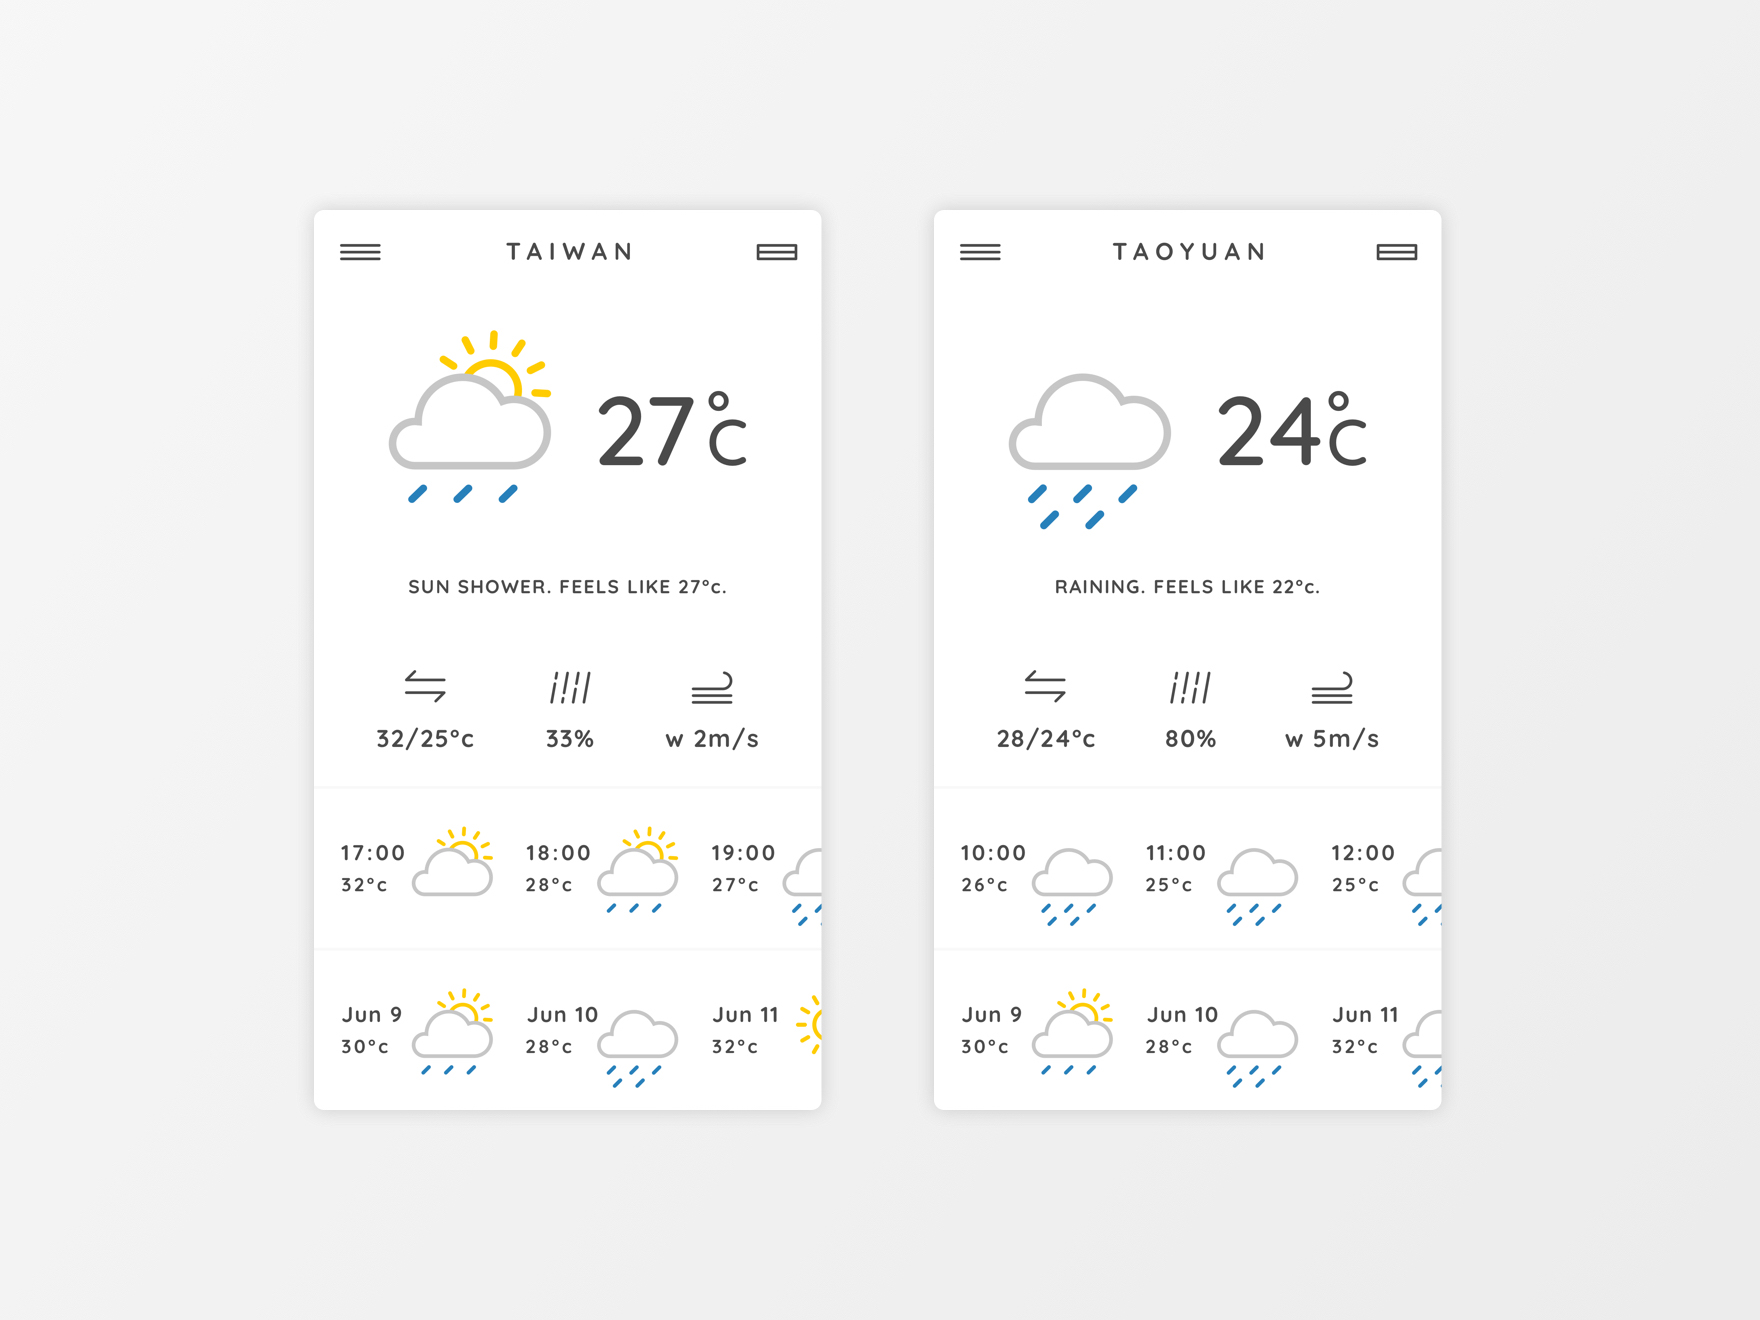 TAIWAN
27°c
SUN SHOWER. FEELS LIKE 27°c.
32/25°c 33% w 2m/s
17:00 18:00 19:00
32°c 28°c 27°c
Jun 9 Jun 10 Jun 11
30°c 28°c 32°c
TAOYUAN
24°c
RAINING. FEELS LIKE 22°c.
28/24°c 80% w 5m/s
10:00 11:00 12:00
26°c 25°c 25°c
Jun 9 Jun 10 Jun 11
30°c 28°c 32°c